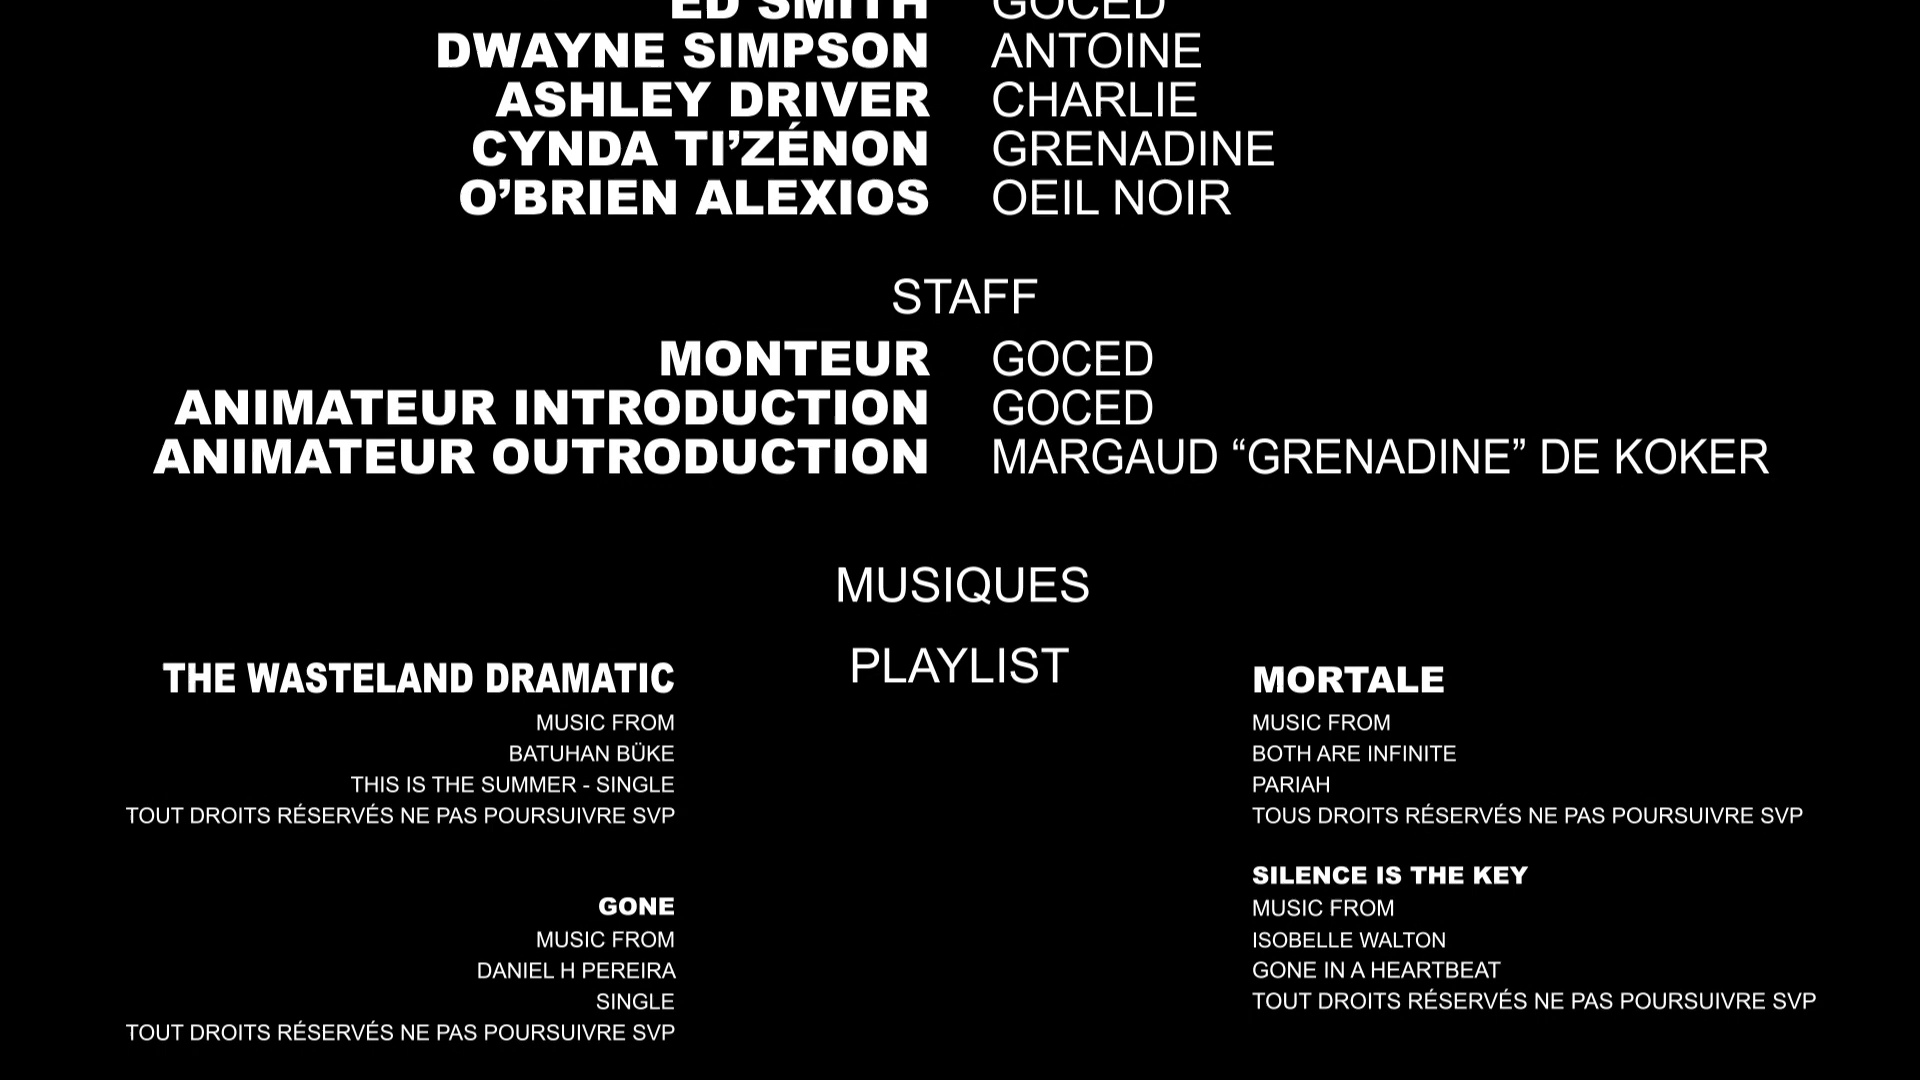 ED SMITH GOCED
DWAYNE SIMPSON ANTOINE
ASHLEY DRIVER CHARLIE
CYNDA TI’ZÉNON GRENADINE
O’BRIEN ALEXIOS OEIL NOIR
STAFF
MONTEUR GOCED
ANIMATEUR INTRODUCTION GOCED
ANIMATEUR OUTRODUCTION MARGAUD “GRENADINE” DE KOKER
MUSIQUES
PLAYLIST
THE WASTELAND DRAMATIC
MUSIC FROM
BATUHAN BÜKE
THIS IS THE SUMMER - SINGLE
TOUT DROITS RÉSERVÉS NE PAS POURSUIVRE SVP
GONE
MUSIC FROM
DANIEL H PEREIRA
SINGLE
TOUT DROITS RÉSERVÉS NE PAS POURSUIVRE SVP
MORTALE
MUSIC FROM
BOTH ARE INFINITE
PARIAH
TOUS DROITS RÉSERVÉS NE PAS POURSUIVRE SVP
SILENCE IS THE KEY
MUSIC FROM
ISOBELLE WALTON
GONE IN A HEARTBEAT
TOUT DROITS RÉSERVÉS NE PAS POURSUIVRE SVP